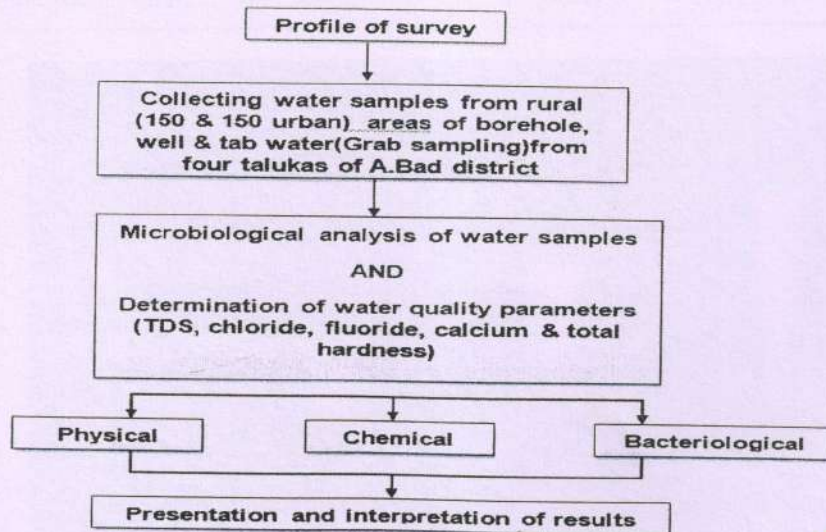 Profile of survey
Collecting water samples from rural
(150 & 150 urban) areas of borehole,
well & tab water(Grab sampling)from
four talukas of A.Bad district
Microbiological analysis of water samples
AND
Determination of water quality parameters
(TDS, chloride, fluoride, calcium & total
hardness)
Physical
Chemical
Bacteriological
Presentation and interpretation of results